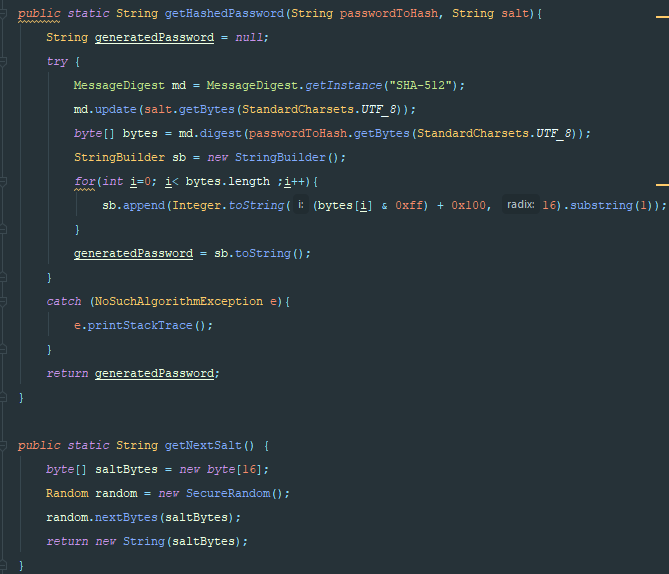 public static String getHashedPassword(String passwordToHash, String salt){
String generatedPassword = null;
try {
MessageDigest md = MessageDigest.getInstance("SHA-512");
md.update(salt.getBytes(StandardCharsets.UTF_8));
byte[] bytes = md.digest(passwordToHash.getBytes(StandardCharsets.UTF_8));
StringBuilder sb = new StringBuilder();
for(int i=0; i< bytes.length ;i++){
sb.append(Integer.toString( i: (bytes[i] & 0xff) + 0x100, radix: 16).substring(1));
}
generatedPassword = sb.toString();
}
catch (NoSuchAlgorithmException e){
e.printStackTrace();
}
return generatedPassword;
}
public static String getNextSalt() {
byte[] saltBytes = new byte[16];
Random random = new SecureRandom();
random.nextBytes(saltBytes);
return new String(saltBytes);
}